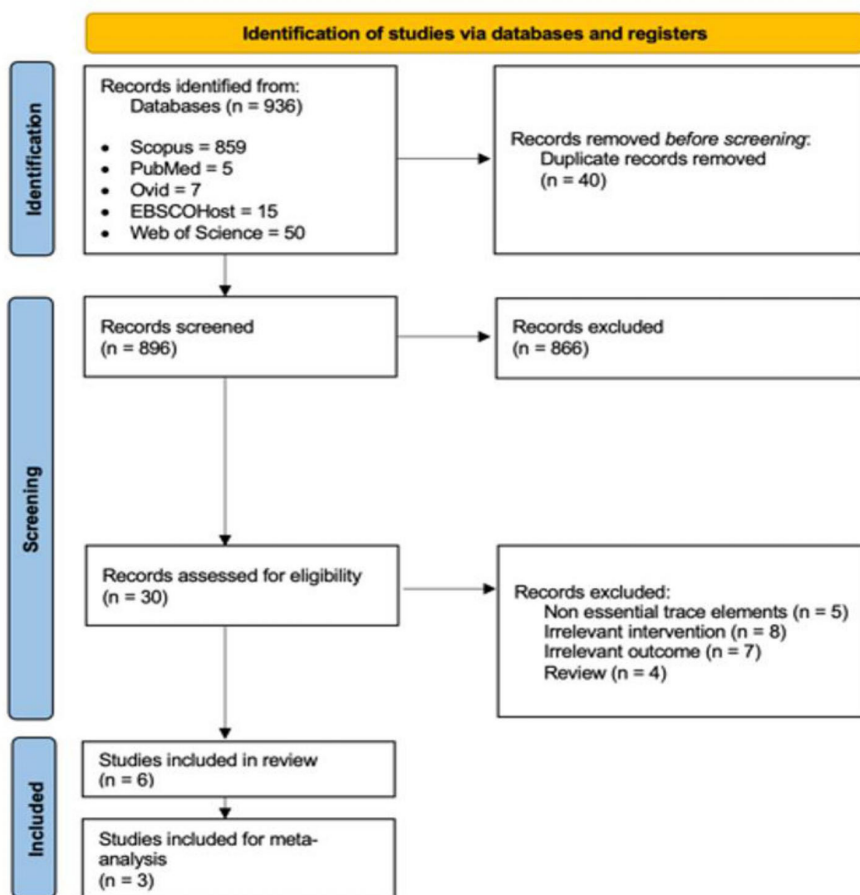 Identification of studies via databases and registers
Identification
Records identified from:
Databases (n = 936)
• Scopus = 859
• PubMed = 5
• Ovid = 7
• EBSCOHost = 15
• Web of Science = 50
Records removed before screening:
Duplicate records removed
(n = 40)
Screening
Records screened
(n = 896)
Records excluded
(n = 866)
Records assessed for eligibility
(n = 30)
Records excluded:
Non essential trace elements (n = 5)
Irrelevant intervention (n = 8)
Irrelevant outcome (n = 7)
Review (n = 4)
Included
Studies included in review
(n = 6)
Studies included for meta-
analysis
(n = 3)